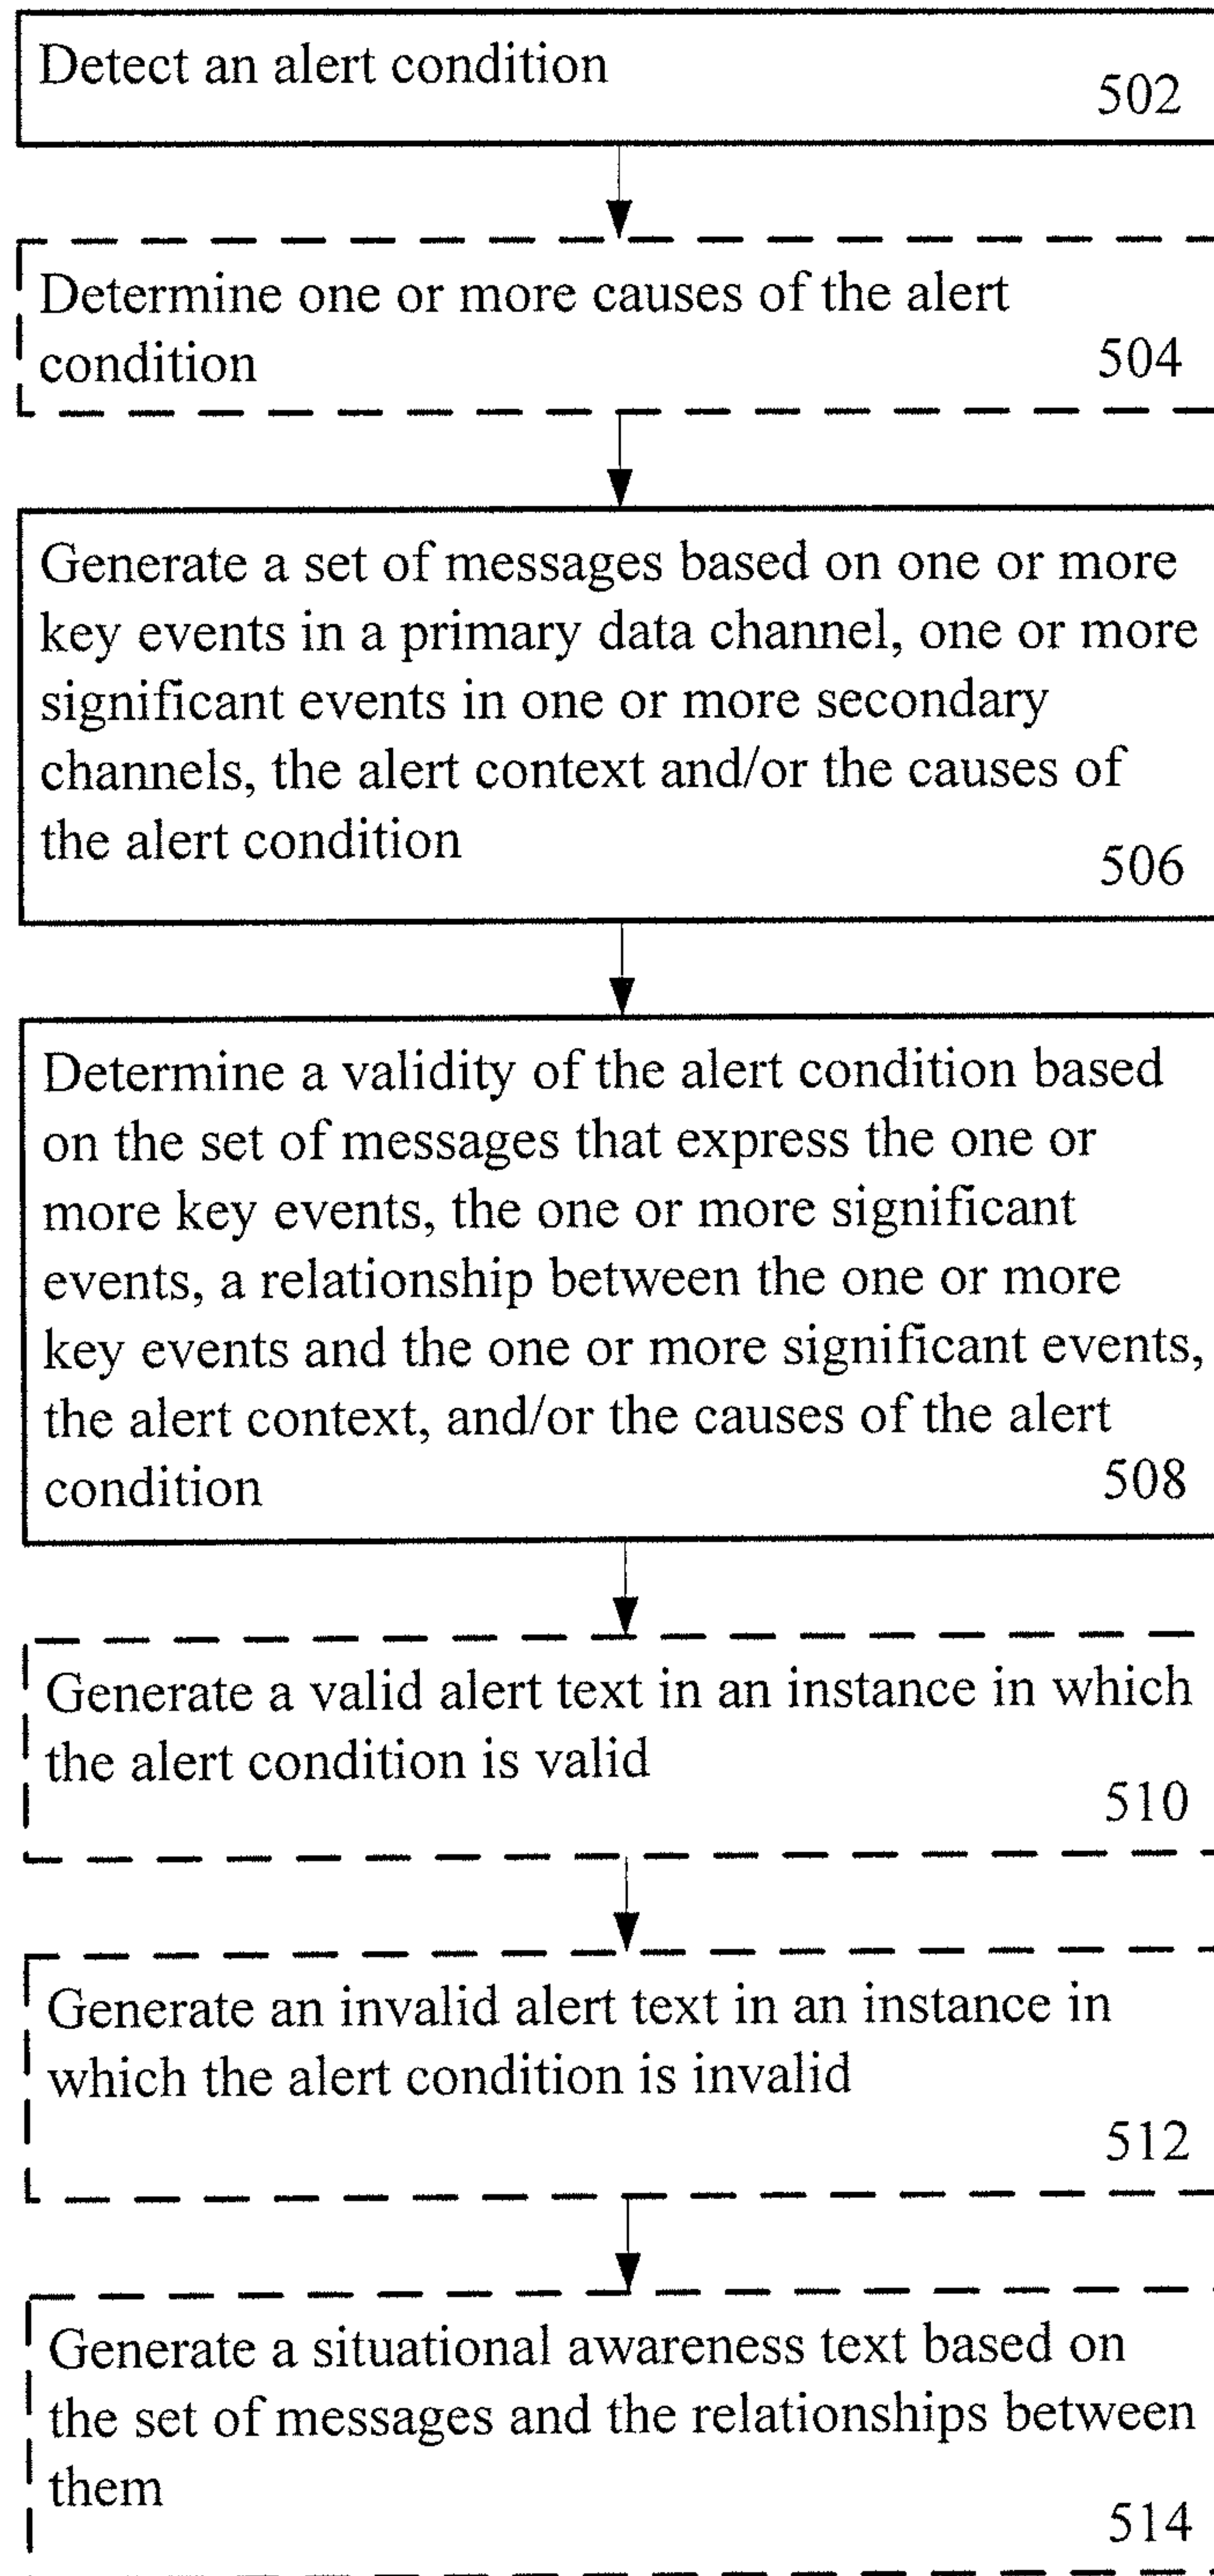 Detect an alert condition
502
Determine one or more causes of the alert
condition
504
Generate a set of messages based on one or more
key events in a primary data channel, one or more
significant events in one or more secondary
channels, the alert context and/or the causes of
the alert condition
506
Determine a validity of the alert condition based
on the set of messages that express the one or
more key events, the one or more significant
events, a relationship between the one or more
key events and the one or more significant events,
the alert context, and/or the causes of the alert
condition
508
Generate a valid alert text in an instance in which
the alert condition is valid
510
Generate an invalid alert text in an instance in
which the alert condition is invalid
512
Generate a situational awareness text based on
the set of messages and the relationships between
them
514